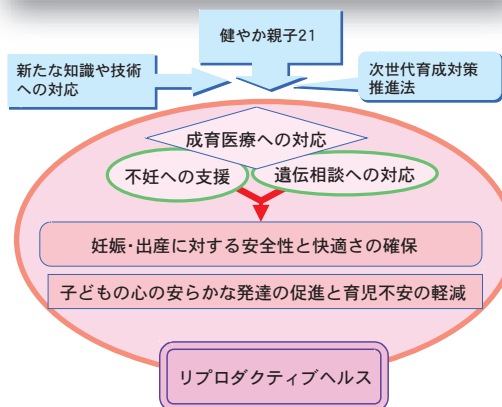 健やか親子21
新たな知識や技術
への対応
次世代育成対策
推進法
成育医療への対応
不妊への支援
遺伝相談への対応
妊娠・出産に対する安全性と快適さの確保
子どもの心の安らかな発達の促進と育児不安の軽減
リプロダクティブヘルス